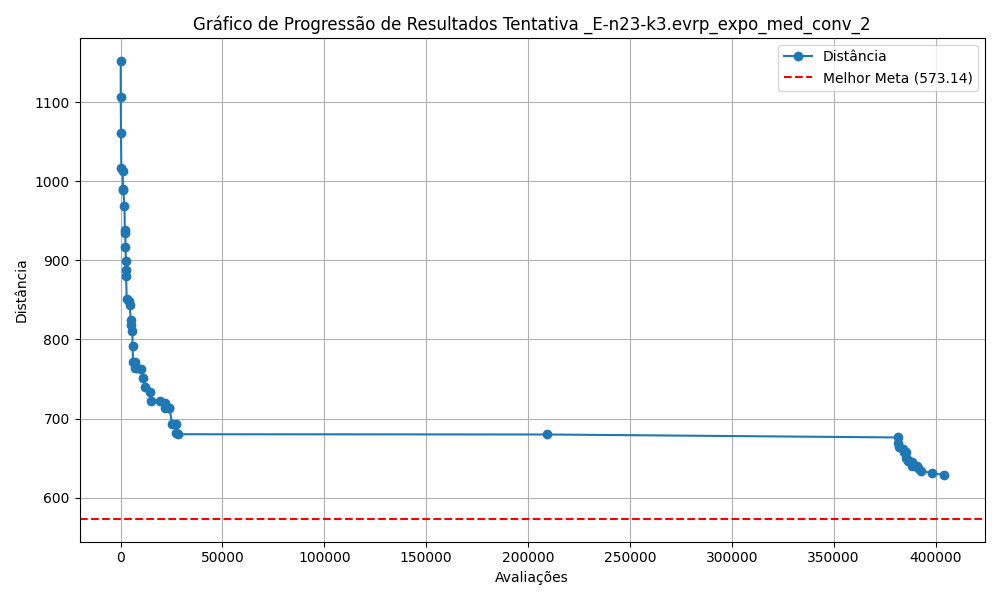 Gráfico de Progressão de Resultados Tentativa _E-n23-k3.evrp_expo_med_conv_2
Distância
Melhor Meta (573.14)
1100
1000
900
800
700
600
Distância
0 50000 100000 150000 200000 250000 300000 350000 400000
Avaliações